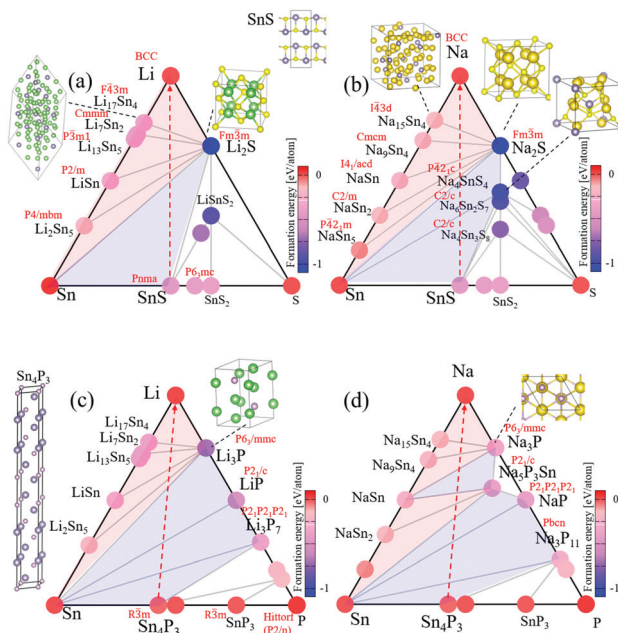 SnS
(a)
BCC
Li
F4̅3m
Li₁₇Sn₄
Cmmm
Li₇Sn₂
P3̅m1
Li₁₃Sn₅
P2/m
LiSn
P4/mbm
Li₂Sn₅
Fm3̅m
Li₂S
LiSnS₂
Pnma
P6₃mc
Sn
SnS
SnS₂
S
0
-1
Formation energy [eV/atom]
(b)
BCC
Na
I4̅3d
Na₁₅Sn₄
Cmcm
Na₉Sn₄
I4₁/acd
NaSn
C2/m
NaSn₂
P4̅2₁m
NaSn₅
Fm3̅m
Na₂S
P4̅2₁c
Na₄SnS₄
C2/c
Na₆Sn₂S₇
C2/c
Na₄Sn₃S₈
Sn
SnS
SnS₂
S
0
-1
Formation energy [eV/atom]
Sn₄P₃
(c)
Li
Li₁₇Sn₄
Li₇Sn₂
Li₁₃Sn₅
LiSn
Li₂Sn₅
P6₃/mmc
Li₃P
P2₁/c
LiP
P2₁P2₁P2₁
Li₃P₇
Sn
R3̅m
Sn₄P₃
R3̅m
SnP₃
Hittorf
(P2/n)
P
0
-1
Formation energy [eV/atom]
(d)
Na
Na₁₅Sn₄
Na₉Sn₄
NaSn
NaSn₂
P6₃/mmc
Na₃P
P2₁/c
Na₅P₃Sn
P2₁P2₁P2₁
NaP
Pbcn
Na₃P₁₁
Sn
Sn₄P₃
SnP₃
P
0
-1
Formation energy [eV/atom]